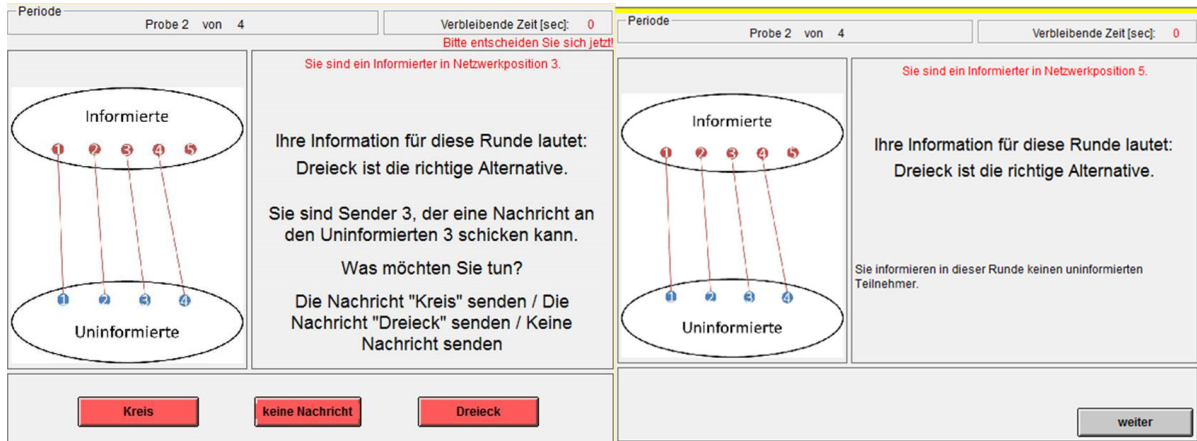 Periode
Probe 2 von 4
Verbleibende Zeit [sec]: 0
Bitte entscheiden Sie sich jetzt!
Informierte
1 2 3 4 5
1 2 3 4
Uninformierte
Sie sind ein Informierter in Netzwerkposition 3.
Ihre Information für diese Runde lautet:
Dreieck ist die richtige Alternative.
Sie sind Sender 3, der eine Nachricht an
den Uninformierten 3 schicken kann.
Was möchten Sie tun?
Die Nachricht "Kreis" senden / Die
Nachricht "Dreieck" senden / Keine
Nachricht senden
Kreis
keine Nachricht
Dreieck
Periode
Probe 2 von 4
Verbleibende Zeit [sec]: 0
Informierte
1 2 3 4 5
1 2 3 4
Uninformierte
Sie sind ein Informierter in Netzwerkposition 5.
Ihre Information für diese Runde lautet:
Dreieck ist die richtige Alternative.
Sie informieren in dieser Runde keinen uninformierten
Teilnehmer.
weiter